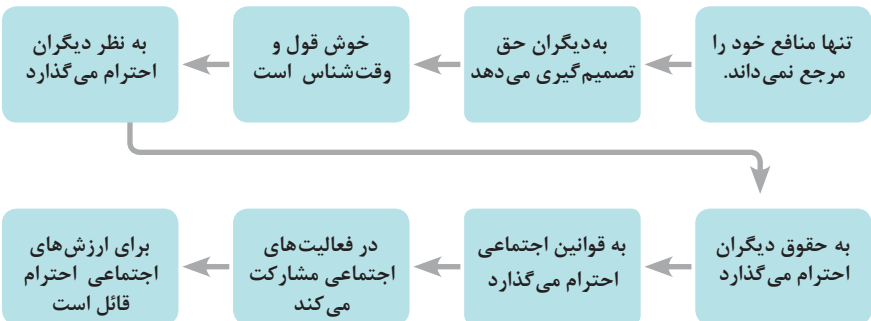 تنها منافع خود را
مرجع نمی‌داند.
به‌دیگران حق
تصمیم‌گیری می‌دهد
خوش قول و
وقت‌شناس است
به نظر دیگران
احترام می‌گذارد
به حقوق دیگران
احترام می‌گذارد
به قوانین اجتماعی
احترام می‌گذارد
در فعالیت‌های
اجتماعی مشارکت
می‌کند
برای ارزش‌های
اجتماعی احترام
قائل است